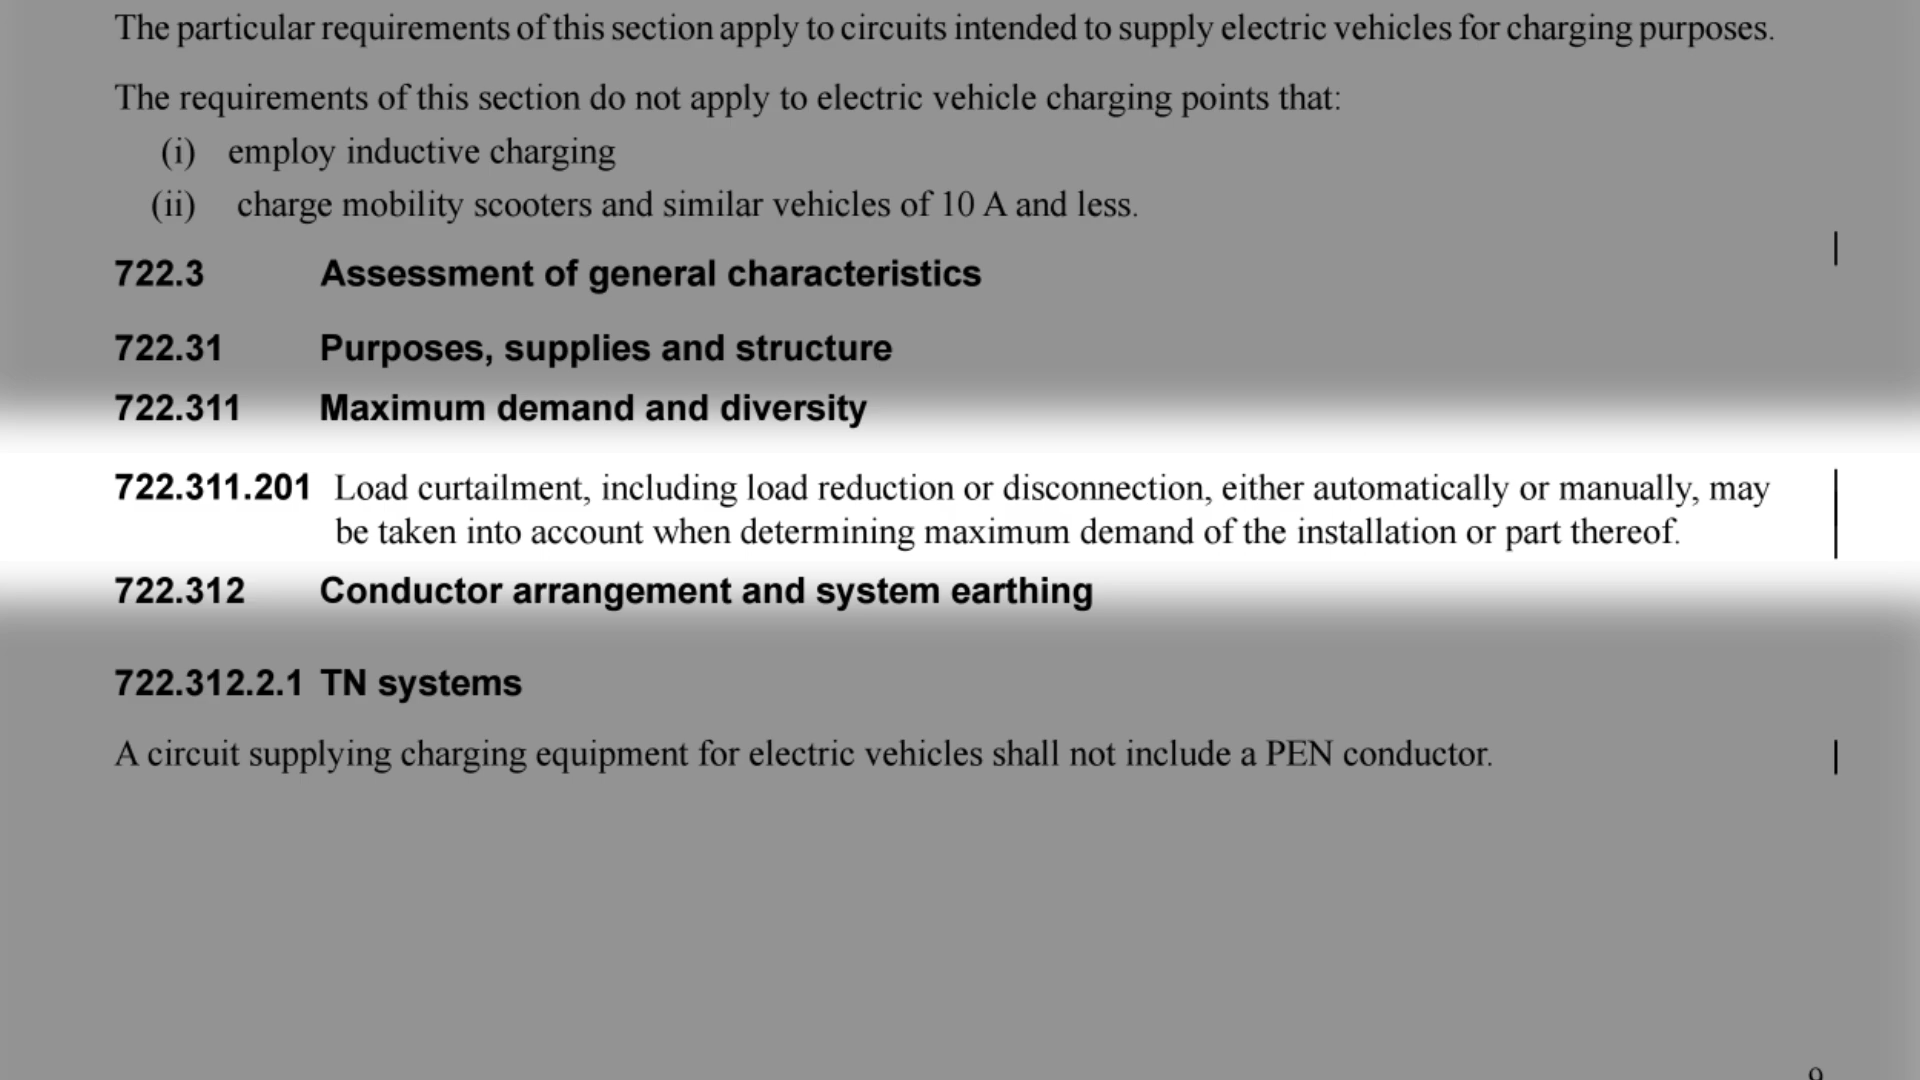 The particular requirements of this section apply to circuits intended to supply electric vehicles for charging purposes.
The requirements of this section do not apply to electric vehicle charging points that:
(i) employ inductive charging
(ii) charge mobility scooters and similar vehicles of 10 A and less.
722.3 Assessment of general characteristics
722.31 Purposes, supplies and structure
722.311 Maximum demand and diversity
722.311.201 Load curtailment, including load reduction or disconnection, either automatically or manually, may
be taken into account when determining maximum demand of the installation or part thereof.
722.312 Conductor arrangement and system earthing
722.312.2.1 TN systems
A circuit supplying charging equipment for electric vehicles shall not include a PEN conductor.